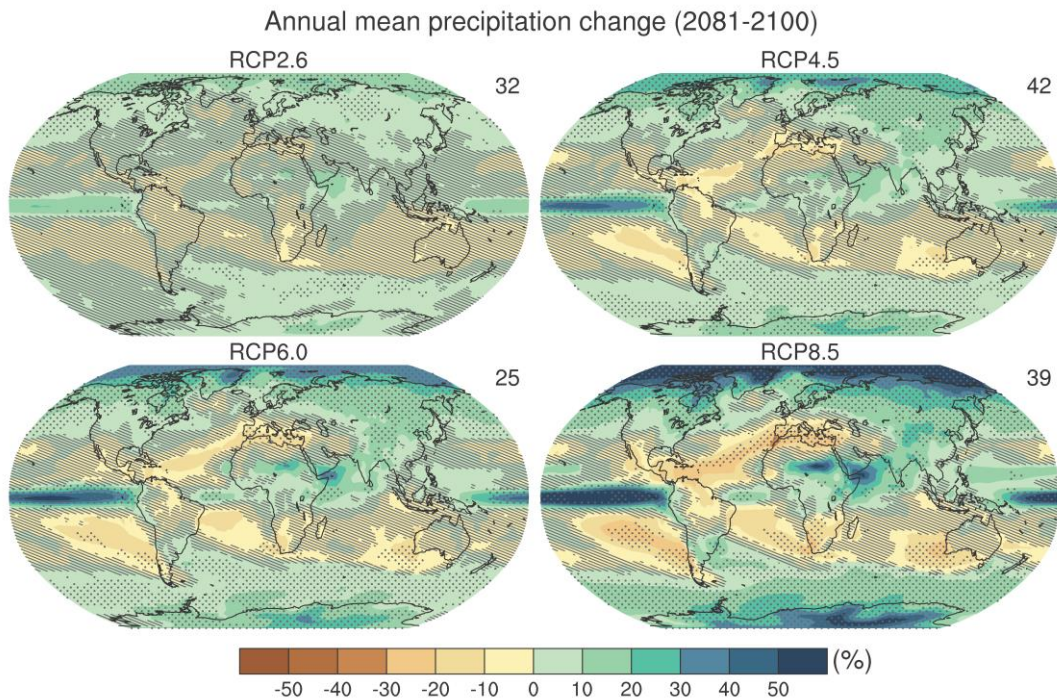 Annual mean precipitation change (2081-2100)
RCP2.6
32
RCP4.5
42
RCP6.0
25
RCP8.5
39
(%)
-50 -30 -10 10 30 50
-40 -20 0 20 40